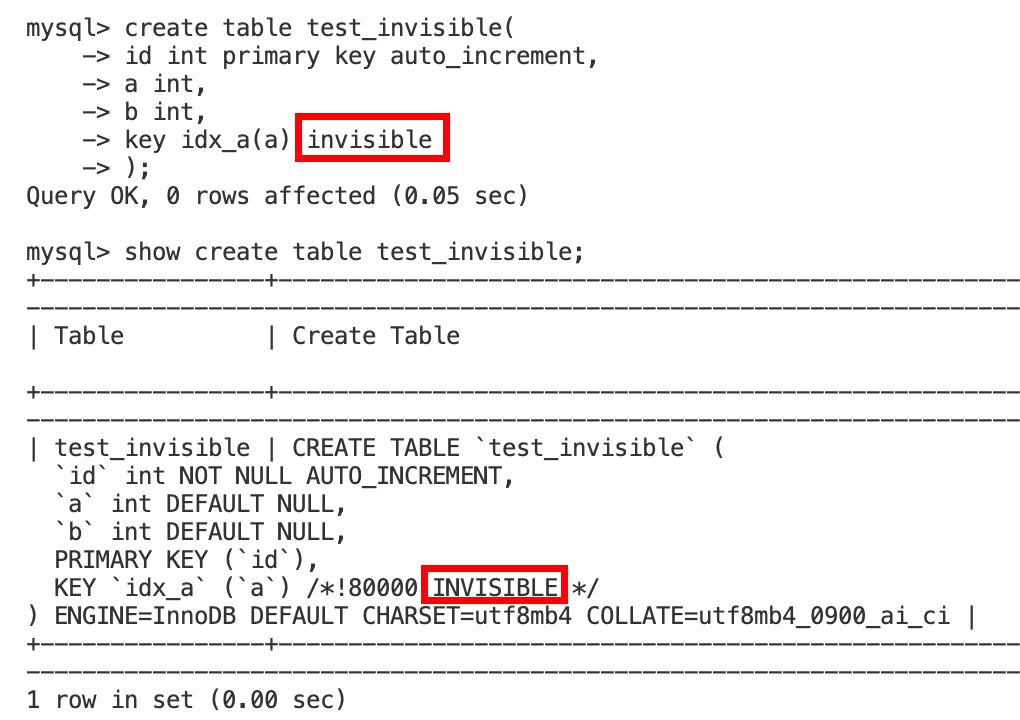 mysql> create table test_invisible(
    -> id int primary key auto_increment,
    -> a int,
    -> b int,
    -> key idx_a(a) invisible
    -> );
Query OK, 0 rows affected (0.05 sec)
mysql> show create table test_invisible;
+----------------+-----------------------------------------------------
-----------------------------------------------------------------------
| Table          | Create Table
+----------------+-----------------------------------------------------
-----------------------------------------------------------------------
| test_invisible | CREATE TABLE `test_invisible` (
  `id` int NOT NULL AUTO_INCREMENT,
  `a` int DEFAULT NULL,
  `b` int DEFAULT NULL,
  PRIMARY KEY (`id`),
  KEY `idx_a` (`a`) /*!80000 INVISIBLE */
) ENGINE=InnoDB DEFAULT CHARSET=utf8mb4 COLLATE=utf8mb4_0900_ai_ci |
+----------------+-----------------------------------------------------
-----------------------------------------------------------------------
1 row in set (0.00 sec)